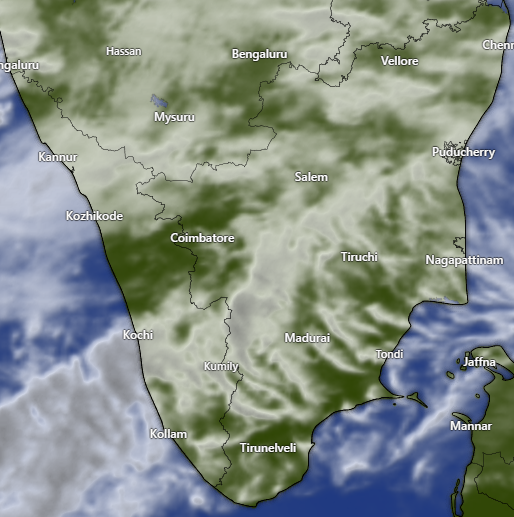 Hassan
Bengaluru
Chenn
Vellore
ngaluru
Mysuru
Kannur
Puducherry
Salem
Kozhikode
Coimbatore
Tiruchi
Nagapattinam
Kochi
Madurai
Tondi
Kumily
Jaffna
Mannar
Kollam
Tirunelveli